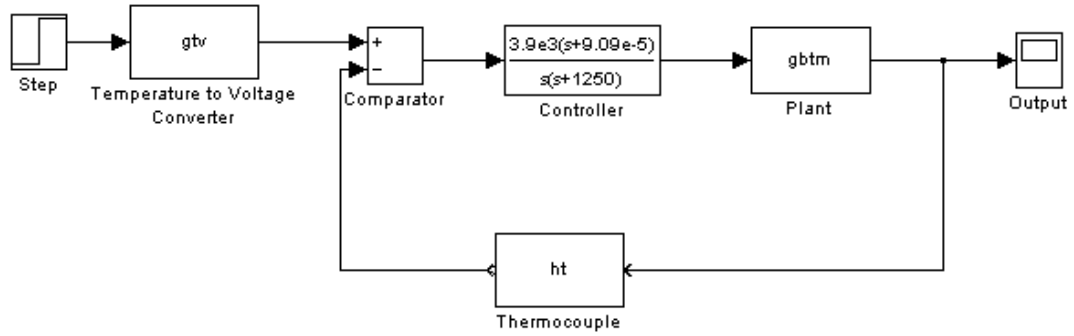 gtv
+
−
3.9e3(s+9.09e-5)
s(s+1250)
gbtm
Step
Temperature to Voltage
Converter
Comparator
Controller
Plant
Output
ht
Thermocouple